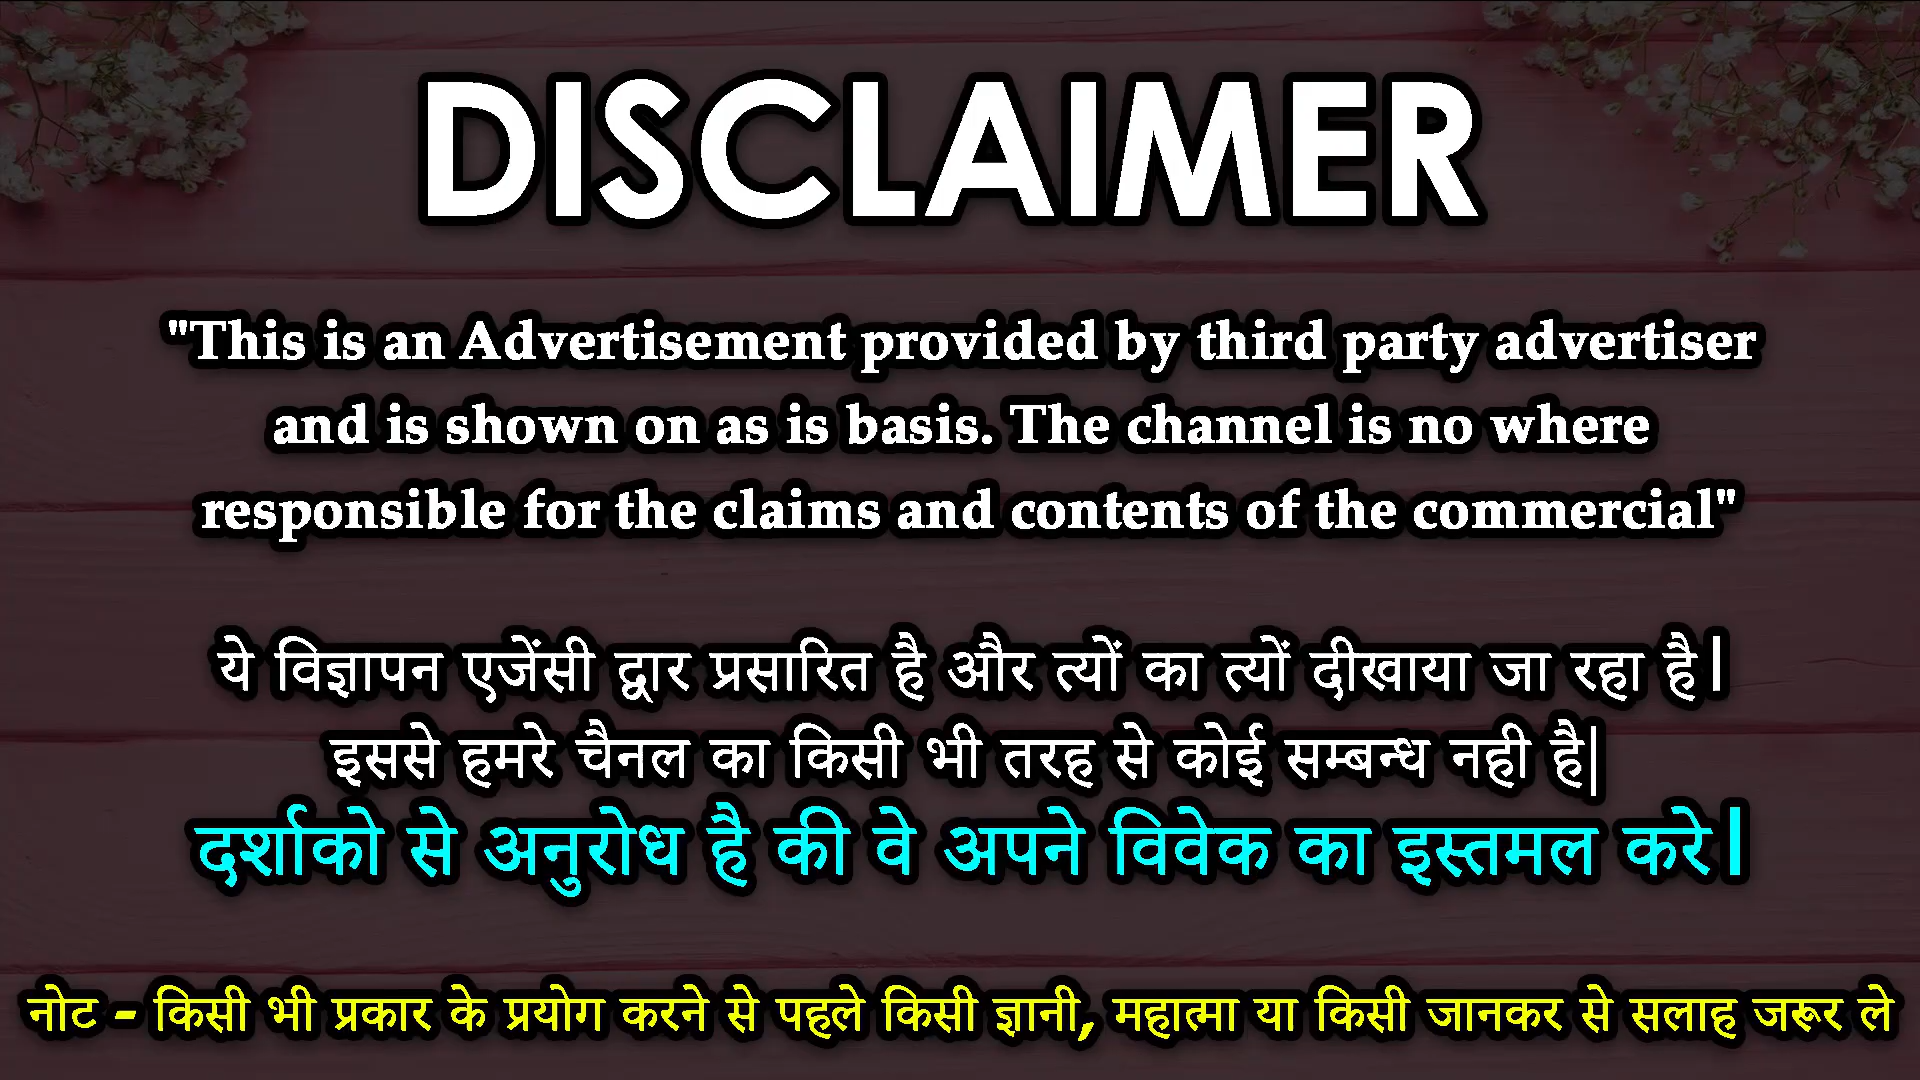 DISCLAIMER
"This is an Advertisement provided by third party advertiser
and is shown on as is basis. The channel is no where
responsible for the claims and contents of the commercial"
ये विज्ञापन एजेंसी द्वार प्रसारित है और त्यों का त्यों दीखाया जा रहा है।
इससे हमरे चैनल का किसी भी तरह से कोई सम्बन्ध नही है|
दर्शाको से अनुरोध है की वे अपने विवेक का इस्तमल करे।
नोट - किसी भी प्रकार के प्रयोग करने से पहले किसी ज्ञानी, महात्मा या किसी जानकर से सलाह जरूर ले